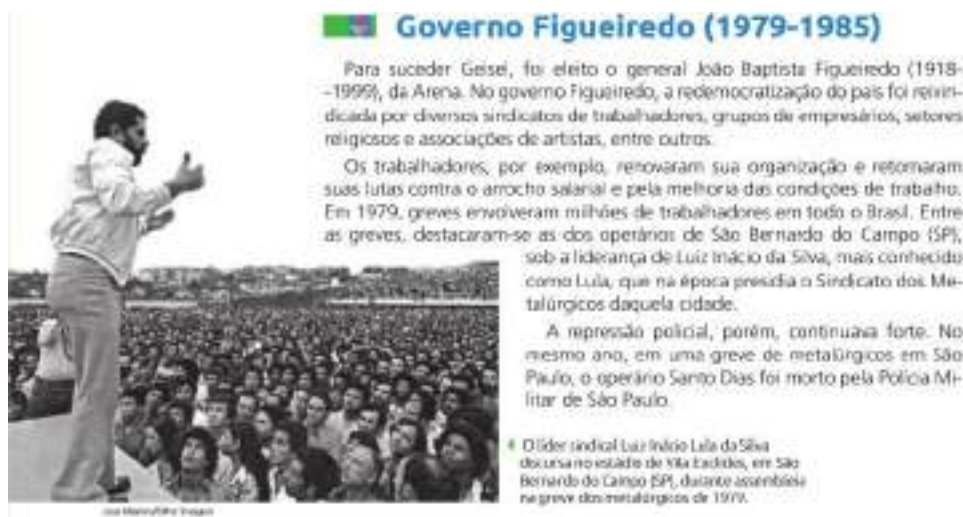 Governo Figueiredo (1979-1985)
Para suceder Geisel, foi eleito o general João Baptista Figueiredo (1918-
-1999), da Arena. No governo Figueiredo, a redemocratização do país foi reivin-
dicada por diversos sindicatos de trabalhadores, grupos de empresários, setores
religiosos e associações de artistas, entre outros.
Os trabalhadores, por exemplo, renovaram sua organização e retomaram
suas lutas contra o arrocho salarial e pela melhoria das condições de trabalho.
Em 1979, greves envolveram milhões de trabalhadores em todo o Brasil. Entre
as greves, destacaram-se as dos operários de São Bernardo do Campo (SP),
sob a liderança de Luiz Inácio da Silva, mais conhecido
como Lula, que na época presidia o Sindicato dos Me-
talúrgicos daquela cidade.
A repressão policial, porém, continuava forte. No
mesmo ano, em uma greve de metalúrgicos em São
Paulo, o operário Santo Dias foi morto pela Polícia Mi-
litar de São Paulo.
O líder sindical Luiz Inácio Lula da Silva
discursa no estádio de Vila Euclides, em São
Bernardo do Campo (SP), durante assembleia
na greve dos metalúrgicos de 1979.